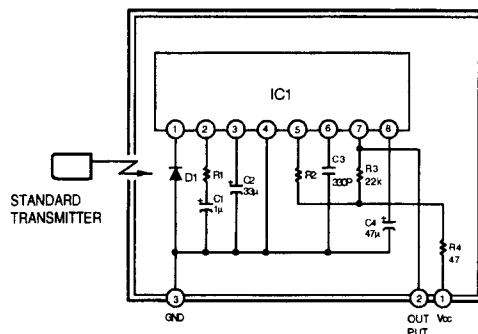 IC1
1 2 3 4 5 6 7 8
D1
R1
C1
1μ
C2
33μ
R2
C3
330P
R3
22k
C4
47μ
R4
47
STANDARD
TRANSMITTER
3 2 1
GND OUT Vcc
PUT